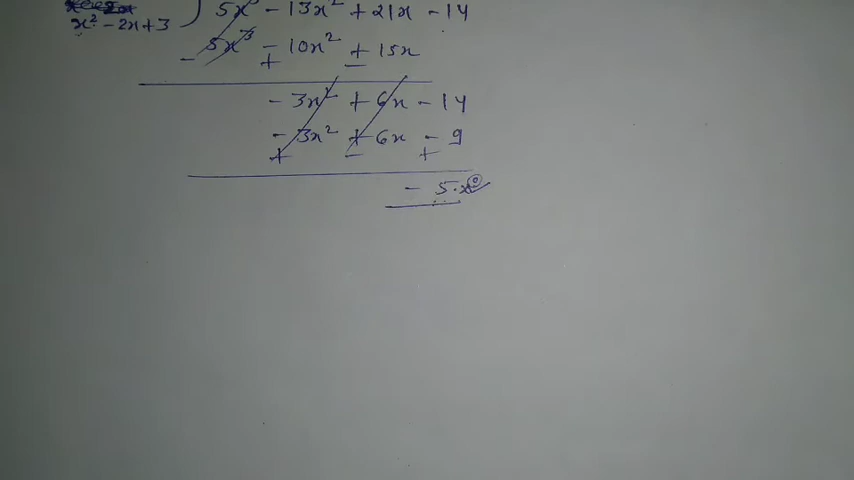 5x³ - 13x² + 21x - 14
x² - 2x + 3 )
- 5x³ - 10x² + 15x
+ -
- 3x² + 6x - 14
- 3x² + 6x - 9
+ - +
- 5·x⁰